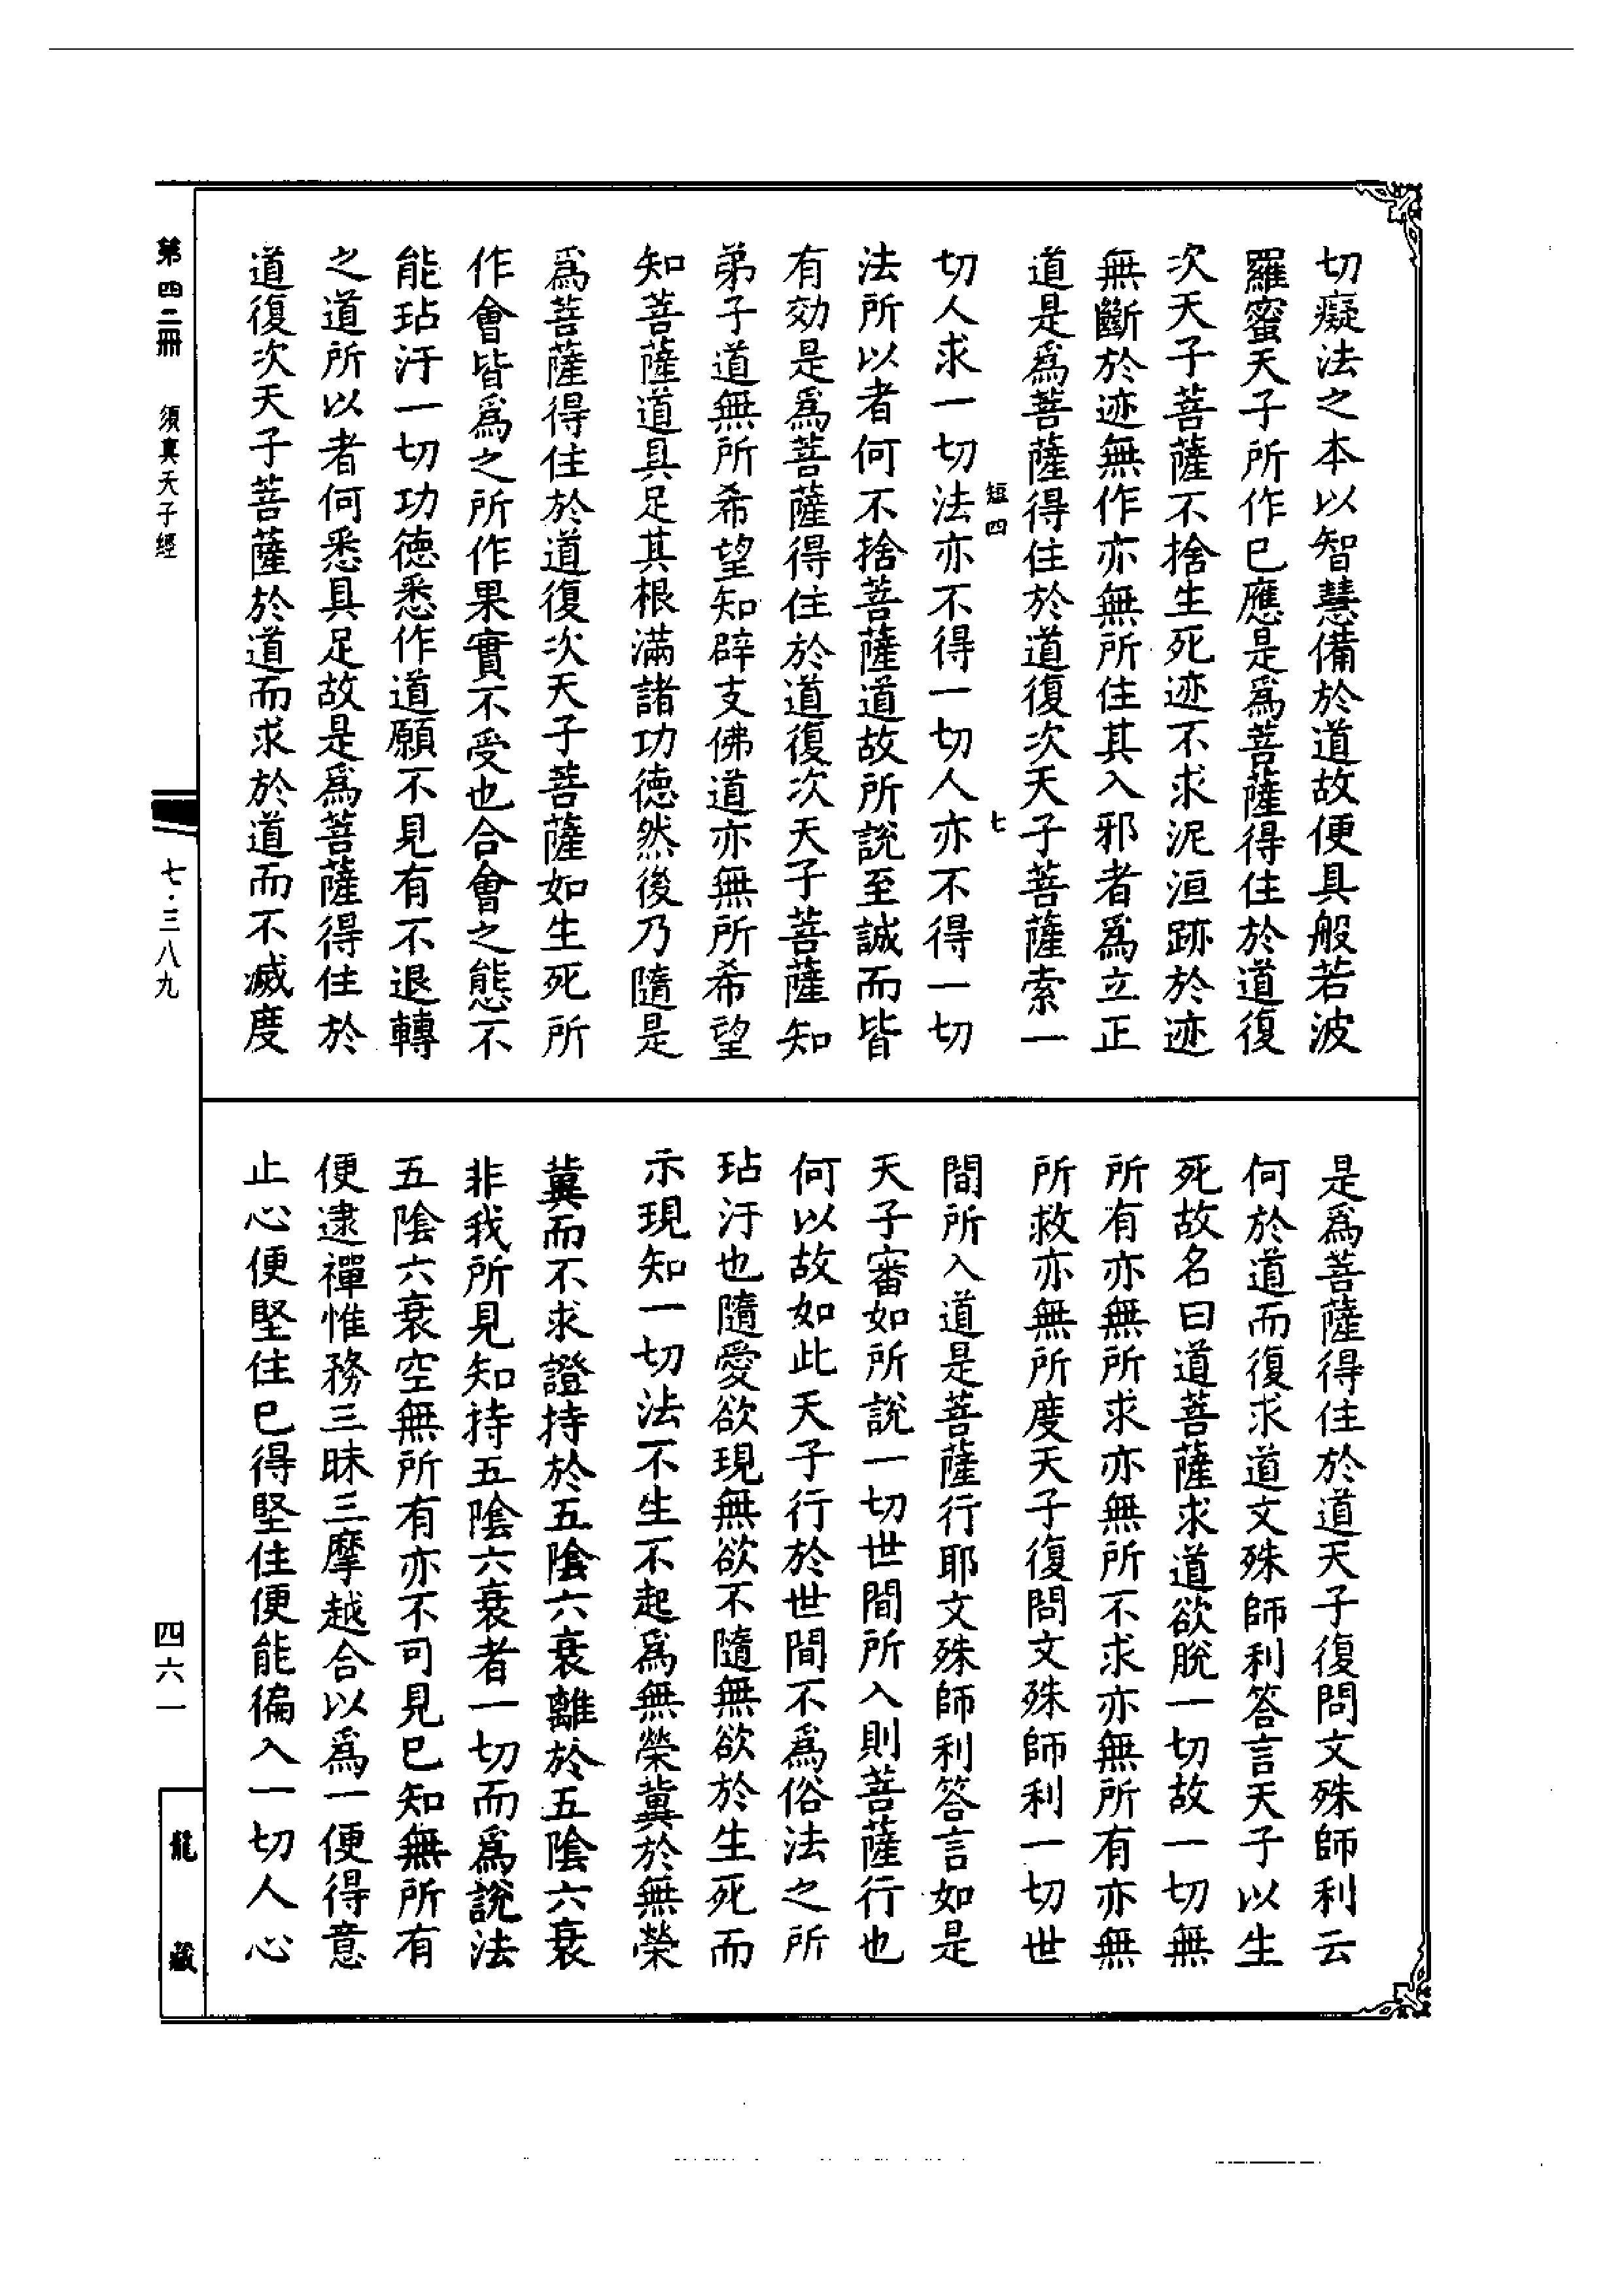 切癡法之本以智慧備於道故便具般若波
羅蜜天子所作已應是爲菩薩得住於道復
次天子菩薩不捨生死迹不求泥洹跡於迹
無斷於迹無作亦無所住其入邪者爲立正
道是爲菩薩得住於道復次天子菩薩索一
短四 七
切人求一切法亦不得一切人亦不得一切
法所以者何不捨菩薩道故所說至誠而皆
有効是爲菩薩得住於道復次天子菩薩知
弟子道無所希望知辟支佛道亦無所希望
知菩薩道具足其根滿諸功德然後乃隨是
爲菩薩得住於道復次天子菩薩如生死所
作會皆爲之所作果實不受也合會之態不
能玷汙一切功德悉作道願不見有不退轉
之道所以者何悉具足故是爲菩薩得住於
道復次天子菩薩於道而求於道而不滅度
是爲菩薩得住於道天子復問文殊師利云
何於道而復求道文殊師利答言天子以生
死故名曰道菩薩求道欲脫一切故一切無
所有亦無所求亦無所不求亦無所有亦無
所救亦無所度天子復問文殊師利一切世
間所入道是菩薩行耶文殊師利答言如是
天子審如所說一切世間所入則菩薩行也
何以故如此天子行於世間不爲俗法之所
玷汙也隨愛欲現無欲不隨無欲於生死而
示現知一切法不生不起爲無榮冀於無榮
冀而不求證持於五陰六衰離於五陰六衰
非我所見知持五陰六衰者一切而爲說法
五陰六衰空無所有亦不可見已知無所有
便逮禪惟務三昧三摩越合以爲一便得意
止心便堅住已得堅住便能徧入一切人心
第四二冊 須真天子經
七·三八九
四六一
龍藏